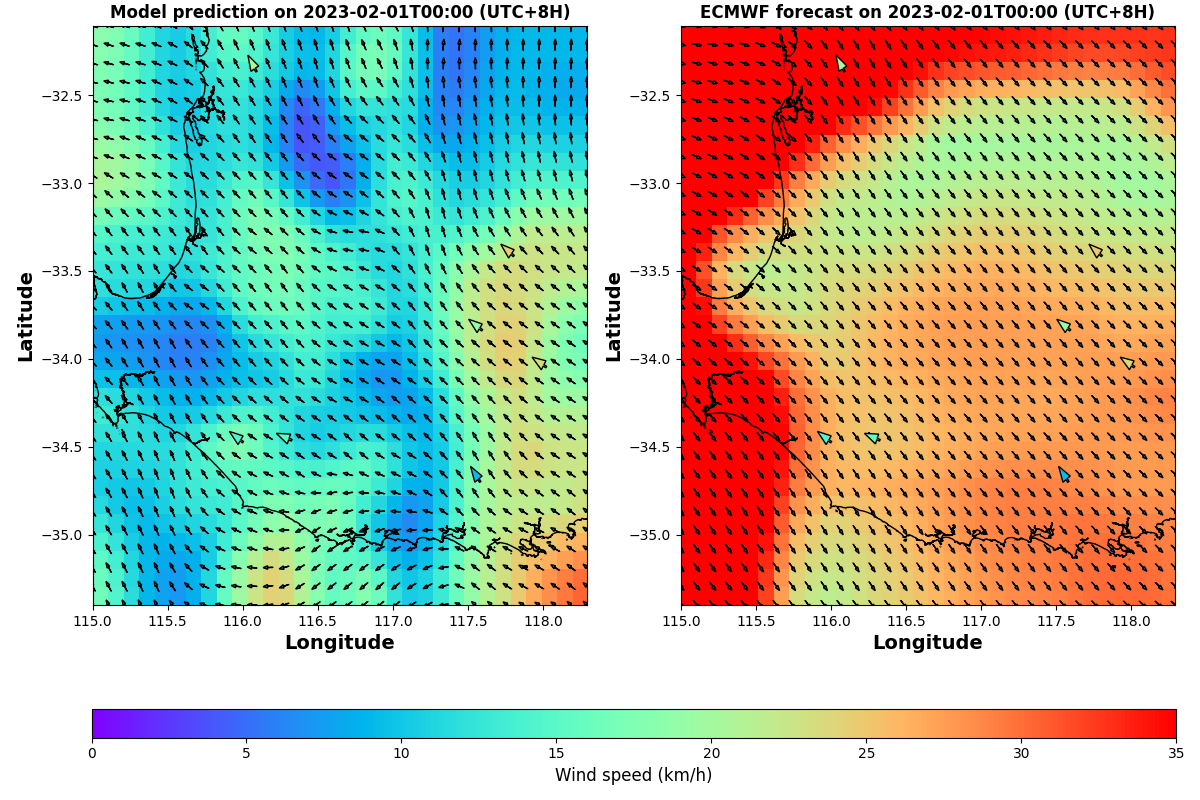 Model prediction on 2023-02-01T00:00 (UTC+8H)
ECMWF forecast on 2023-02-01T00:00 (UTC+8H)
−32.5
−33.0
−33.5
−34.0
−34.5
−35.0
Latitude
115.0 115.5 116.0 116.5 117.0 117.5 118.0
Longitude
−32.5
−33.0
−33.5
−34.0
−34.5
−35.0
Latitude
115.0 115.5 116.0 116.5 117.0 117.5 118.0
Longitude
0 5 10 15 20 25 30 35
Wind speed (km/h)